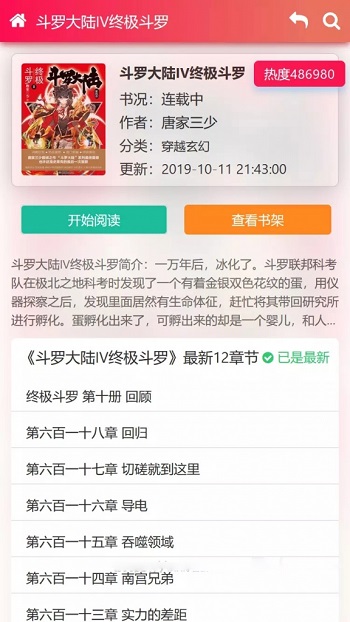 斗罗大陆IV终极斗罗
斗罗大陆IV终极斗罗
热度486980
书况：连载中
作者：唐家三少
分类：穿越玄幻
更新：2019-10-11 21:43:00
终极斗罗
斗罗大陆
开始阅读
查看书架
斗罗大陆IV终极斗罗简介：一万年后，冰化了。斗罗联邦科考
队在极北之地科考时发现了一个有着金银双色花纹的蛋，用仪
器探察之后，发现里面居然有生命体征，赶忙将其带回研究所
进行孵化。蛋孵化出来了，可孵出来的却是一个婴儿，和人...
《斗罗大陆IV终极斗罗》最新12章节 已是最新
终极斗罗 第十册 回顾
第六百一十八章 回归
第六百一十七章 切磋就到这里
第六百一十六章 导电
第六百一十五章 吞噬领域
第六百一十四章 南宫兄弟
第六百一十三章 实力的差距